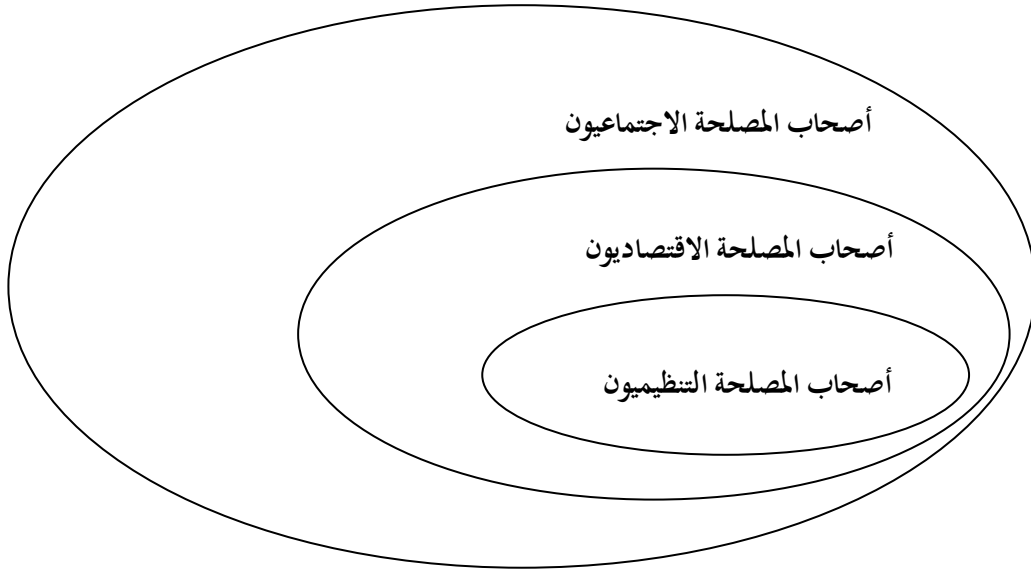 أصحاب المصلحة الاجتماعيون
أصحاب المصلحة الاقتصاديون
أصحاب المصلحة التنظيميون